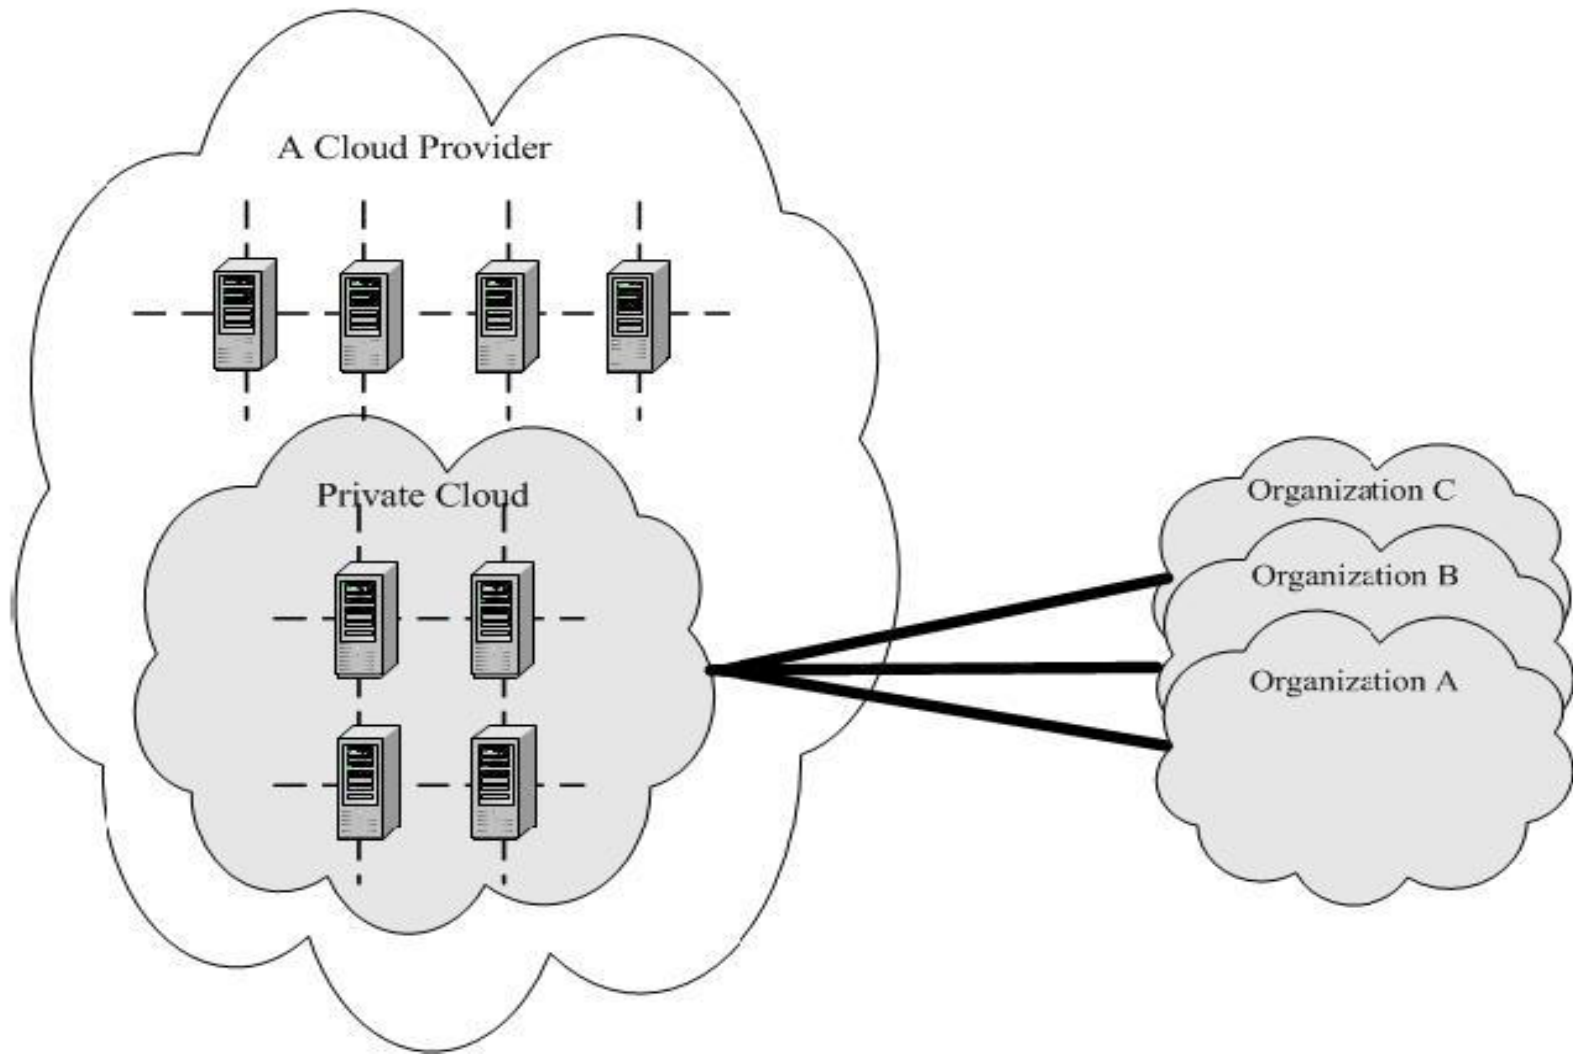 A Cloud Provider
Private Cloud
Organization C
Organization B
Organization A